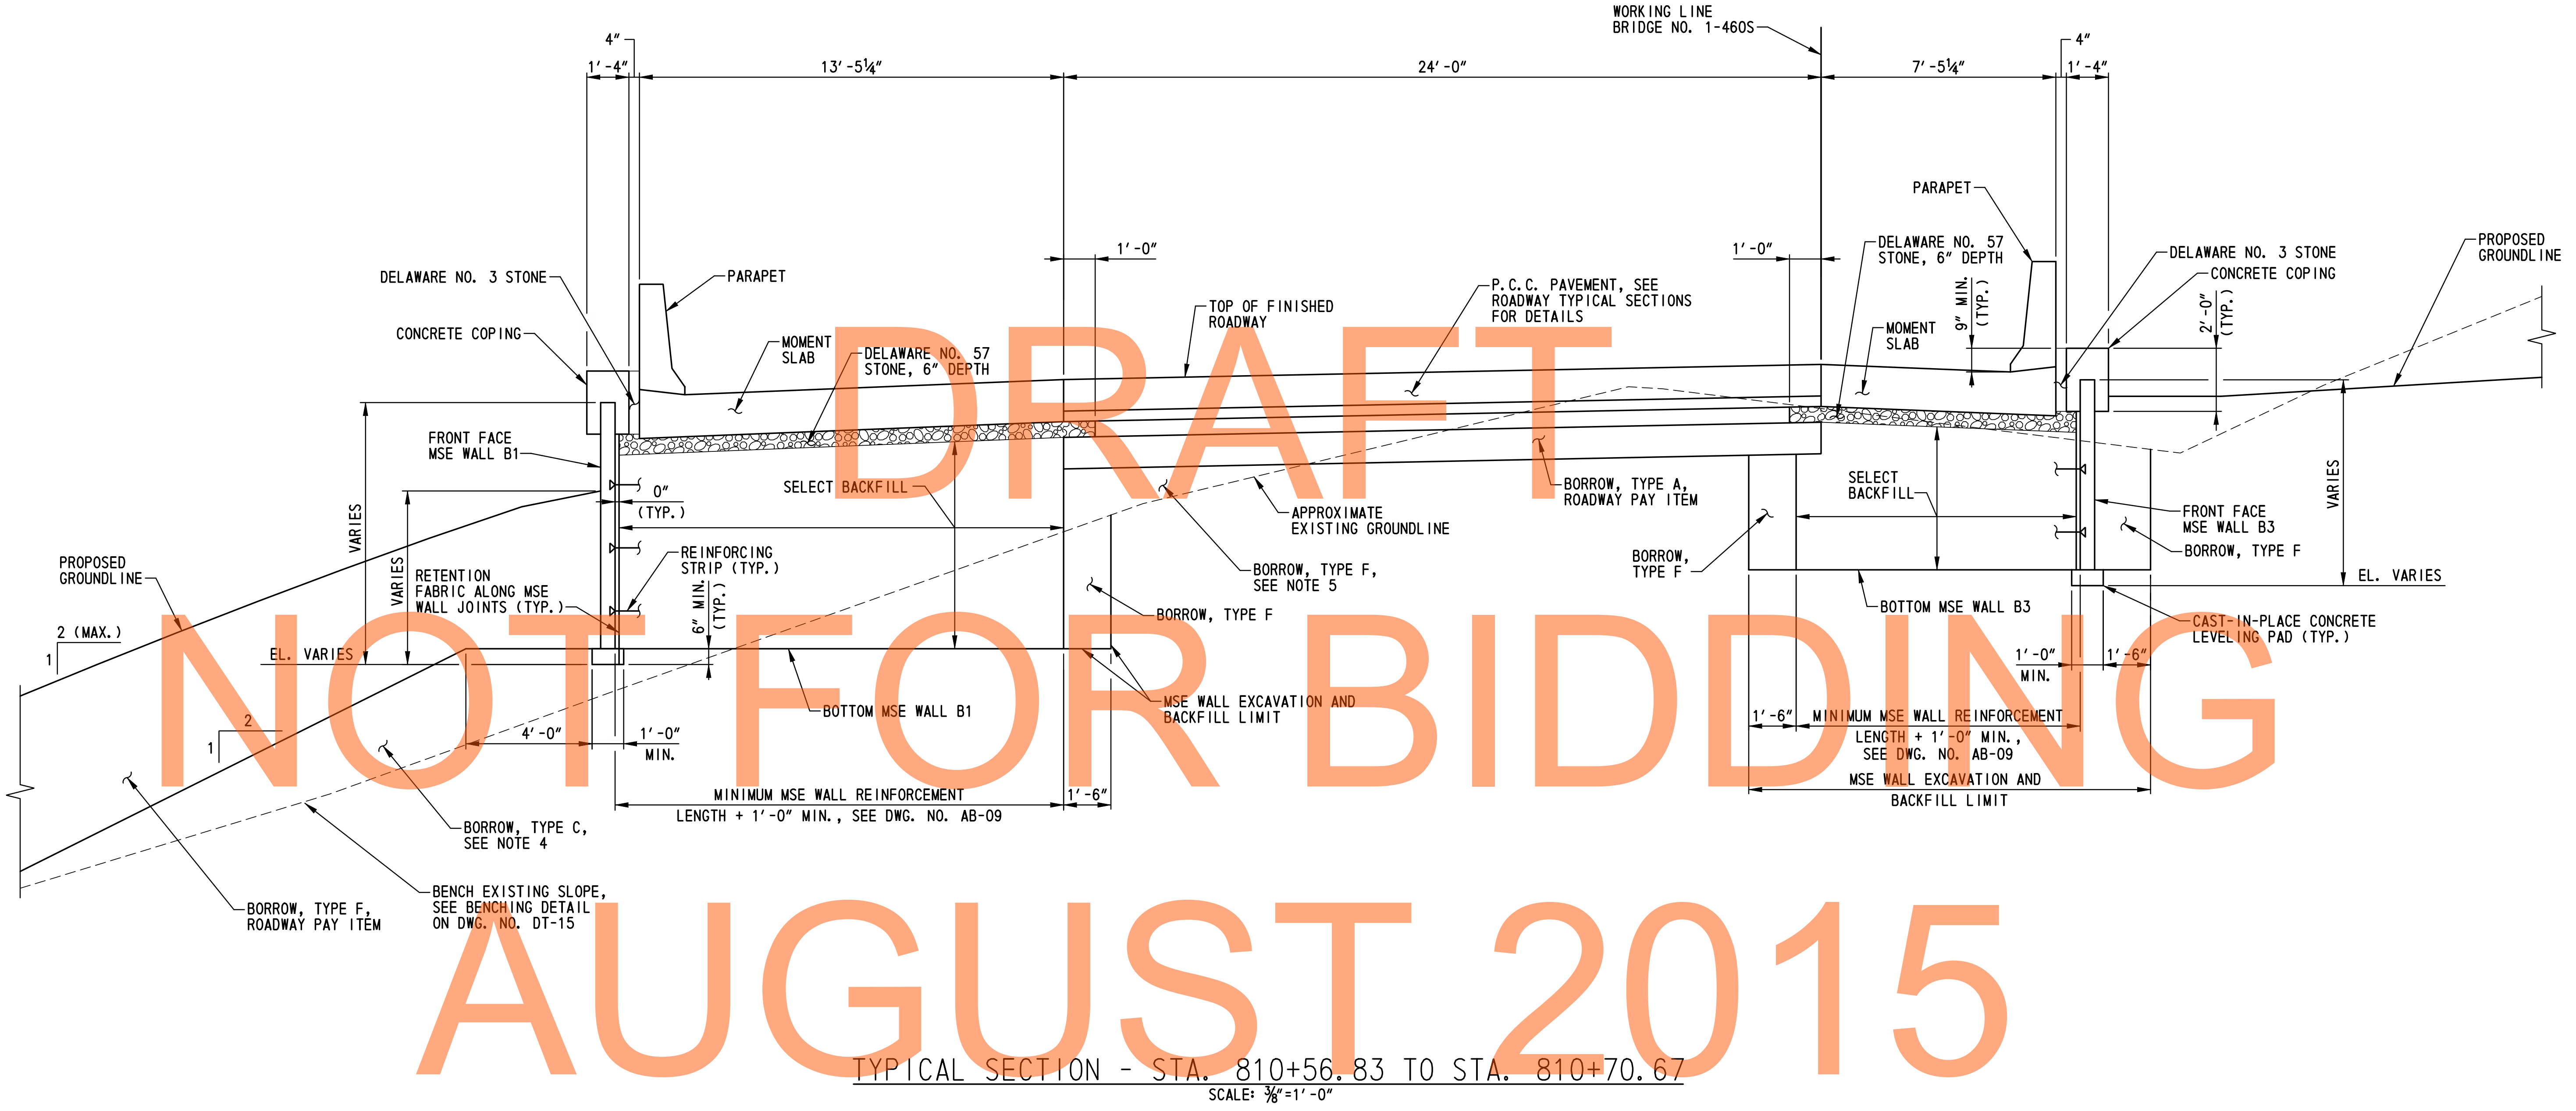 WORKING LINE
BRIDGE NO. 1-460S
4"
4"
1'-4"
13'-5¼"
24'-0"
7'-5¼"
1'-4"
PARAPET
1'-0"
1'-0"
DELAWARE NO. 57
STONE, 6" DEPTH
DELAWARE NO. 3 STONE
PROPOSED
GROUNDLINE
DELAWARE NO. 3 STONE
PARAPET
CONCRETE COPING
P.C.C. PAVEMENT, SEE
ROADWAY TYPICAL SECTIONS
FOR DETAILS
9" MIN.
(TYP.)
2'-0"
(TYP.)
TOP OF FINISHED
ROADWAY
CONCRETE COPING
MOMENT
SLAB
MOMENT
SLAB
DELAWARE NO. 57
STONE, 6" DEPTH
DRAFT
FRONT FACE
MSE WALL B1
SELECT BACKFILL
0"
(TYP.)
BORROW, TYPE A,
ROADWAY PAY ITEM
SELECT
BACKFILL
VARIES
VARIES
VARIES
APPROXIMATE
EXISTING GROUNDLINE
FRONT FACE
MSE WALL B3
BORROW, TYPE F
PROPOSED
GROUNDLINE
REINFORCING
STRIP (TYP.)
RETENTION
FABRIC ALONG MSE
WALL JOINTS (TYP.)
6" MIN.
(TYP.)
BORROW, TYPE F,
SEE NOTE 5
BORROW,
TYPE F
EL. VARIES
BORROW, TYPE F
BOTTOM MSE WALL B3
CAST-IN-PLACE CONCRETE
LEVELING PAD (TYP.)
2 (MAX.)
1
EL. VARIES
1'-0"
MIN.
1'-6"
NOT FOR BIDDING
BOTTOM MSE WALL B1
MSE WALL EXCAVATION AND
BACKFILL LIMIT
2
1
4'-0"
1'-0"
MIN.
1'-6"
MINIMUM MSE WALL REINFORCEMENT
LENGTH + 1'-0" MIN.,
SEE DWG. NO. AB-09
MSE WALL EXCAVATION AND
BACKFILL LIMIT
MINIMUM MSE WALL REINFORCEMENT
LENGTH + 1'-0" MIN., SEE DWG. NO. AB-09
1'-6"
BORROW, TYPE C,
SEE NOTE 4
BENCH EXISTING SLOPE,
SEE BENCHING DETAIL
ON DWG. NO. DT-15
BORROW, TYPE F,
ROADWAY PAY ITEM
AUGUST 2015
TYPICAL SECTION - STA. 810+56.83 TO STA. 810+70.67
SCALE: ⅜"=1'-0"